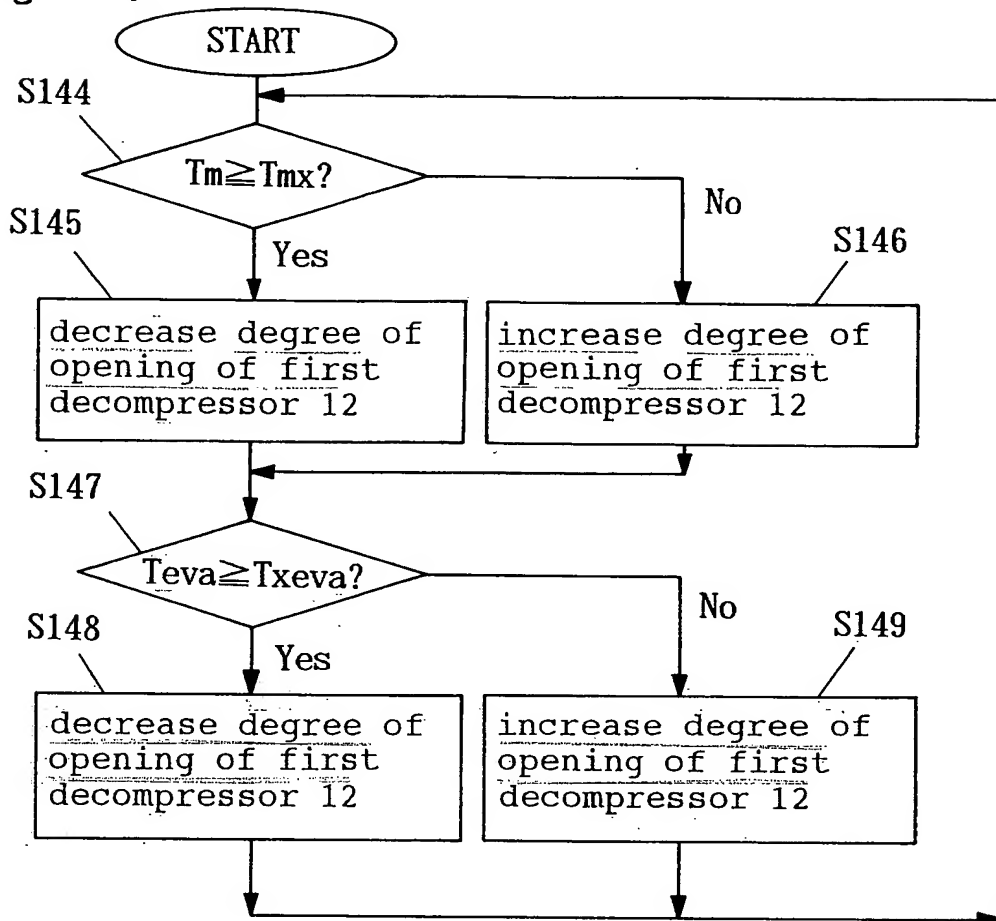 START
S144
Tm≧Tmx?
No
S145
Yes
S146
decrease degree of
opening of first
decompressor 12
increase degree of
opening of first
decompressor 12
S147
Teva≧Txeva?
No
S148
Yes
S149
decrease degree of
opening of first
decompressor 12
increase degree of
opening of first
decompressor 12